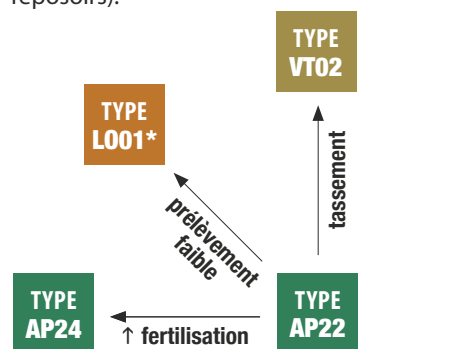 reposoirs).
TYPE
VT02
TYPE
L001*
tassement
prélèvement
faible
TYPE
AP24
↑ fertilisation
TYPE
AP22